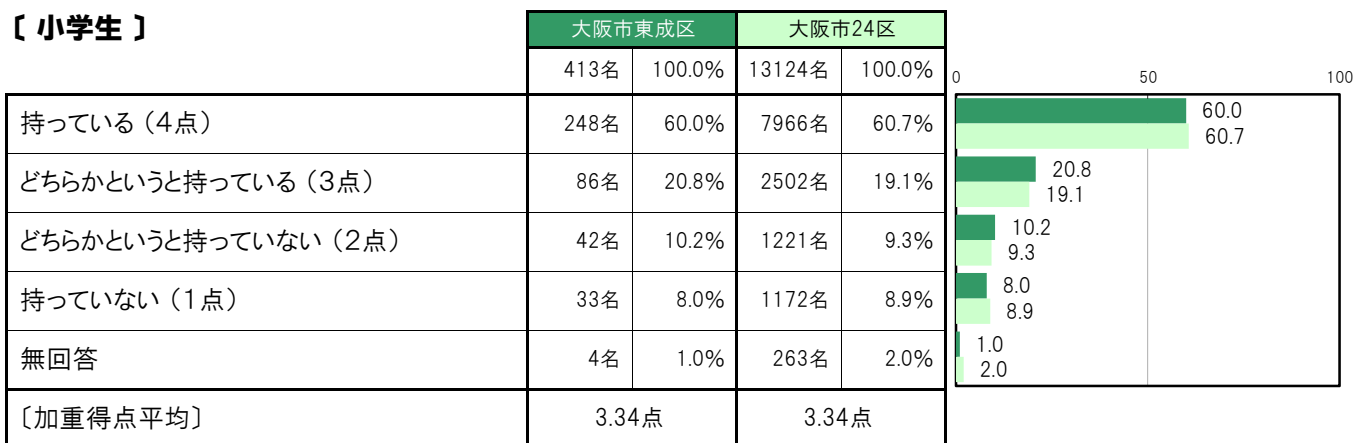 〔 小学生 〕
大阪市東成区 大阪市24区
413名 100.0% 13124名 100.0%
0 50 100
持っている（4点） 248名 60.0% 7966名 60.7%
60.0
60.7
どちらかというと持っている（3点） 86名 20.8% 2502名 19.1%
20.8
19.1
どちらかというと持っていない（2点） 42名 10.2% 1221名 9.3%
10.2
9.3
持っていない（1点） 33名 8.0% 1172名 8.9%
8.0
8.9
無回答 4名 1.0% 263名 2.0%
1.0
2.0
〔加重得点平均〕 3.34点 3.34点